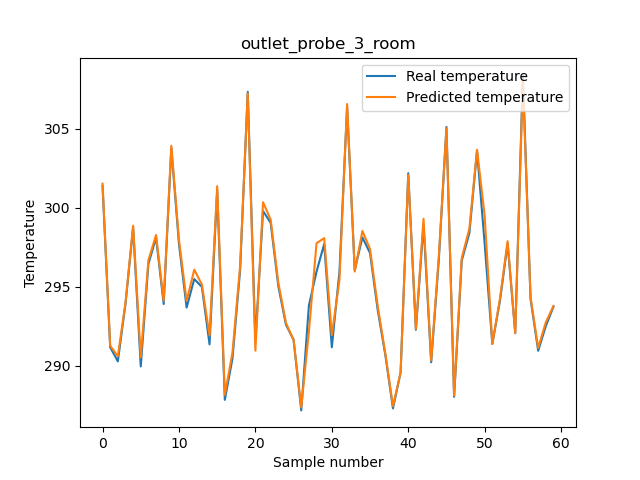 outlet_probe_3_room
Real temperature
Predicted temperature
305
300
295
290
Temperature
0 10 20 30 40 50 60
Sample number